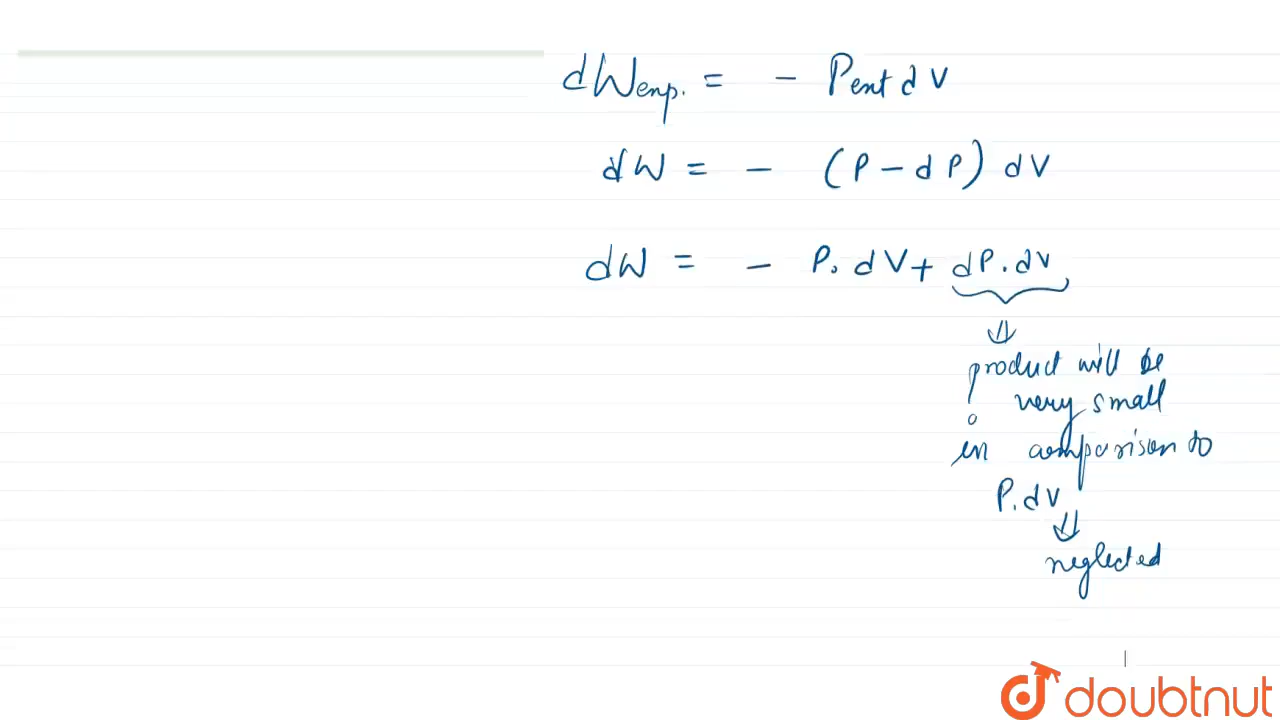 dWexp. = - Pext dV
dW = - (P - dP) dV
dW = - P. dV + dP. dV
⇓
product will be
very small
in comparison to
P. dV
⇓
neglected
doubtnut